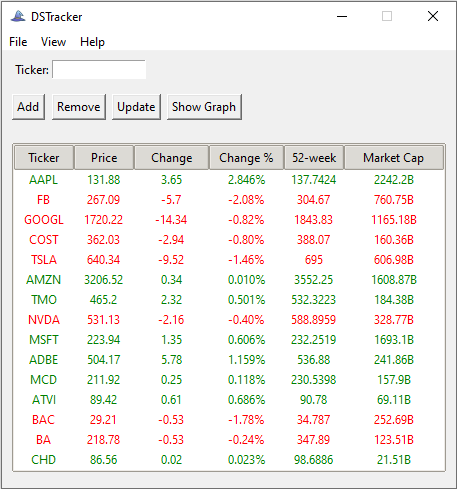 DSTracker
File View Help
Ticker:
Add Remove Update Show Graph
Ticker Price Change Change % 52-week Market Cap
AAPL 131.88 3.65 2.846% 137.7424 2242.2B
FB 267.09 -5.7 -2.08% 304.67 760.75B
GOOGL 1720.22 -14.34 -0.82% 1843.83 1165.18B
COST 362.03 -2.94 -0.80% 388.07 160.36B
TSLA 640.34 -9.52 -1.46% 695 606.98B
AMZN 3206.52 0.34 0.010% 3552.25 1608.87B
TMO 465.2 2.32 0.501% 532.3223 184.38B
NVDA 531.13 -2.16 -0.40% 588.8959 328.77B
MSFT 223.94 1.35 0.606% 232.2519 1693.1B
ADBE 504.17 5.78 1.159% 536.88 241.86B
MCD 211.92 0.25 0.118% 230.5398 157.9B
ATVI 89.42 0.61 0.686% 90.78 69.11B
BAC 29.21 -0.53 -1.78% 34.787 252.69B
BA 218.78 -0.53 -0.24% 347.89 123.51B
CHD 86.56 0.02 0.023% 98.6886 21.51B